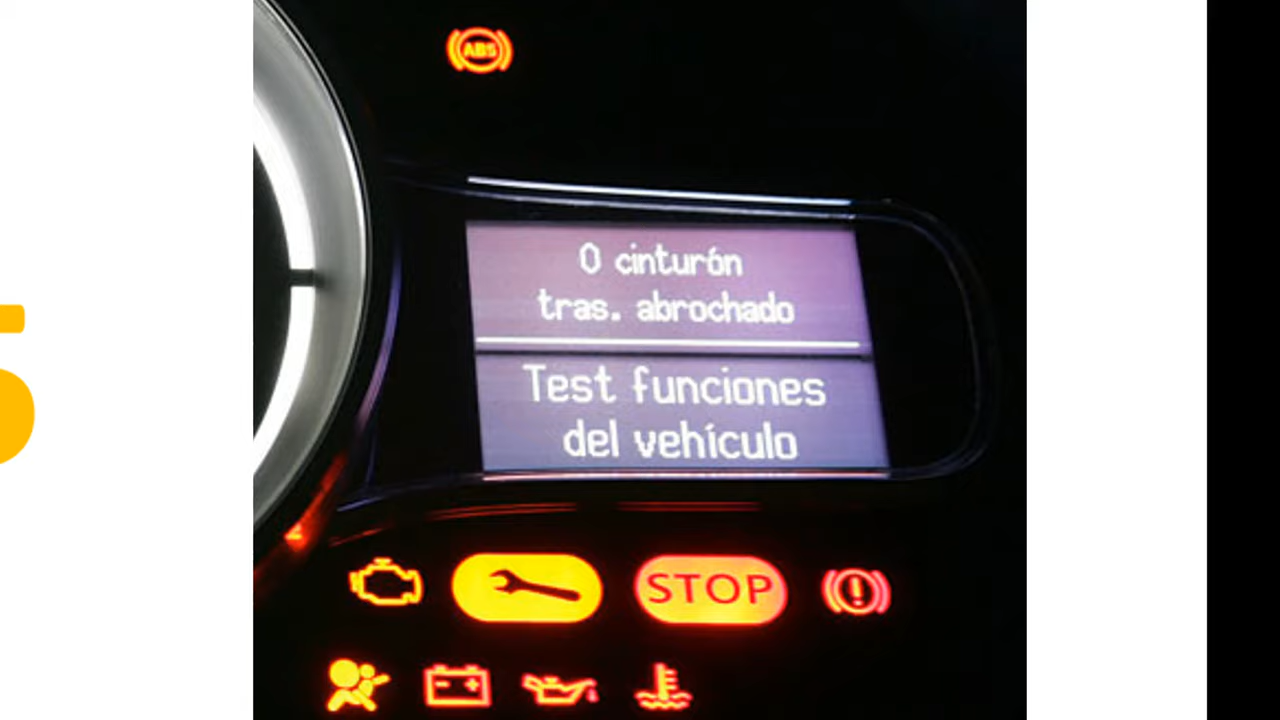 ABS
0 cinturón
tras. abrochado
Test funciones
del vehículo
STOP